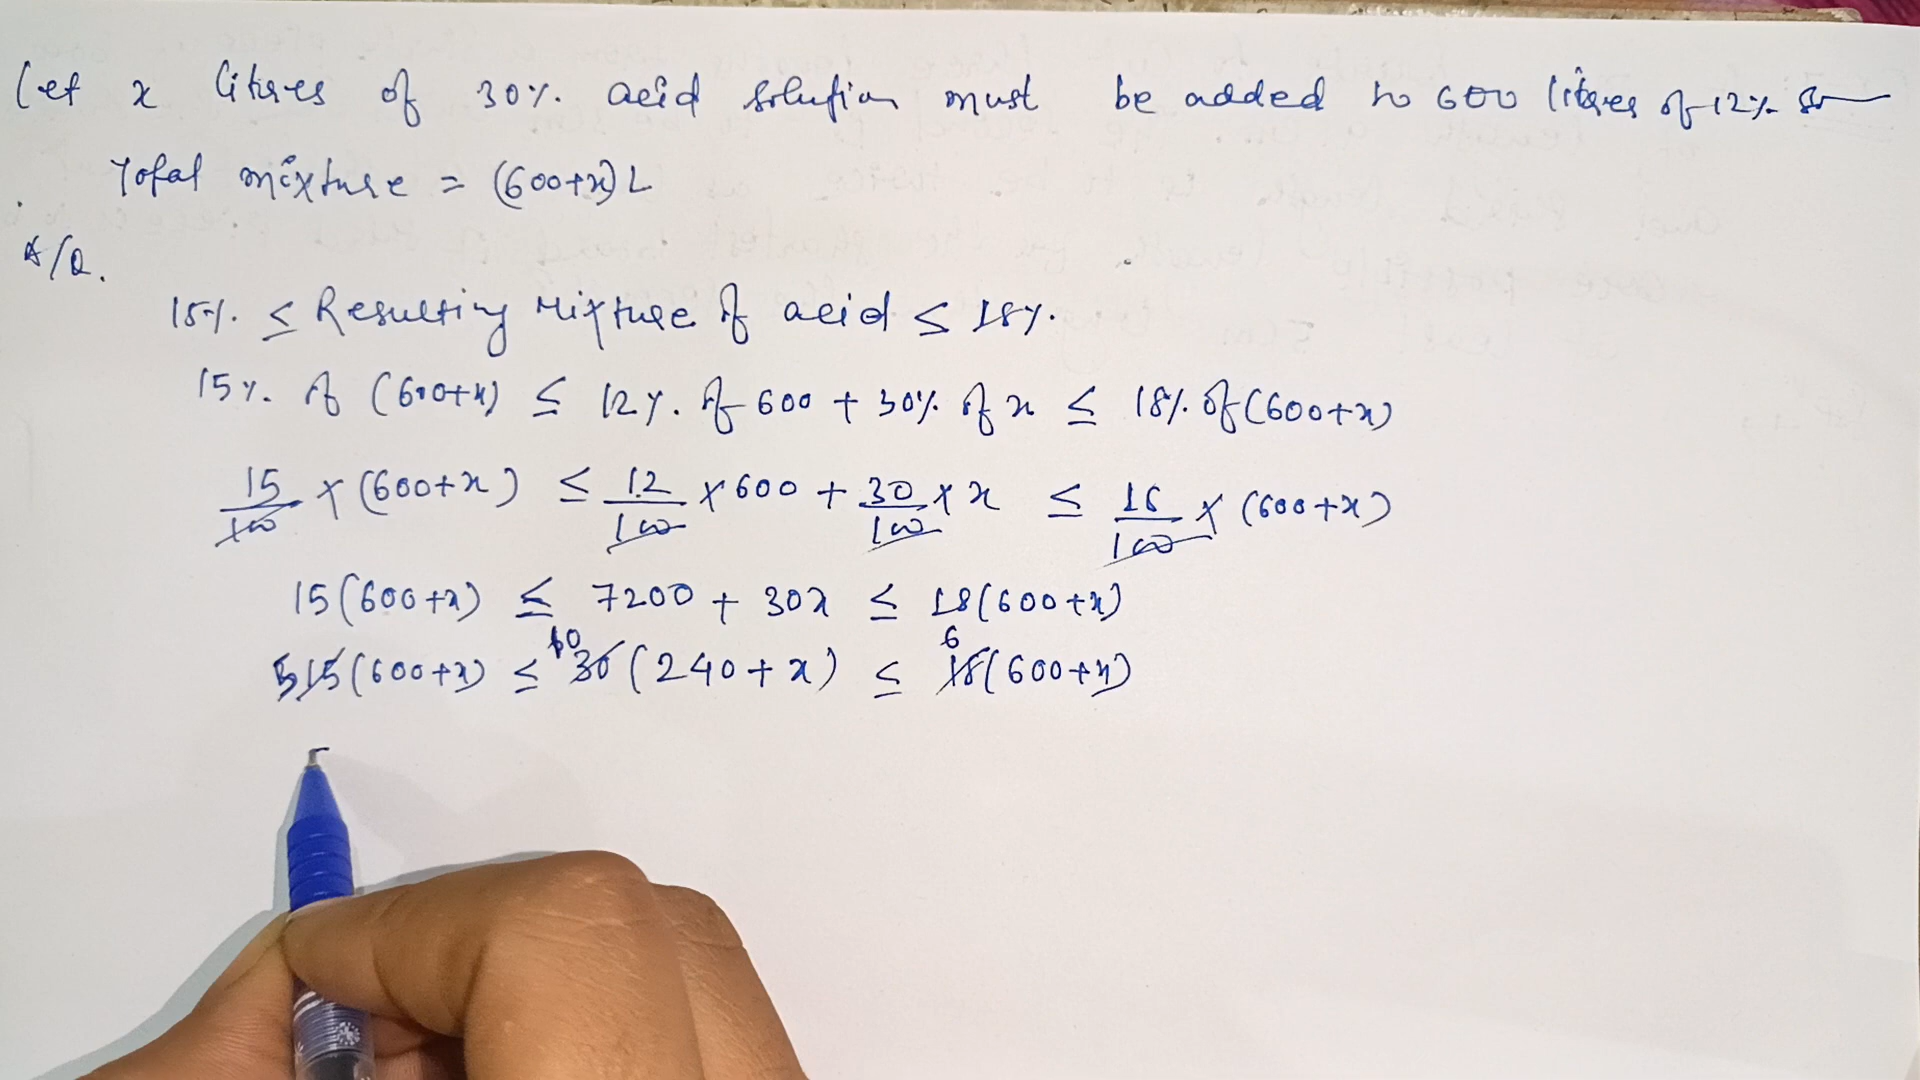 Let x litres of 30% acid solution must be added to 600 litres of 12% so
Total mixture = (600+x) L
A/Q.
15% ≤ Resulting Mixture of acid ≤ 18%.
15% of (600+x) ≤ 12% of 600 + 30% of x ≤ 18% of (600+x)
15/100 × (600+x) ≤ 12/100 × 600 + 30/100 × x ≤ 18/100 × (600+x)
15(600+x) ≤ 7200 + 30x ≤ 18(600+x)
5 15(600+x) ≤ 10 30(240+x) ≤ 6 18(600+x)